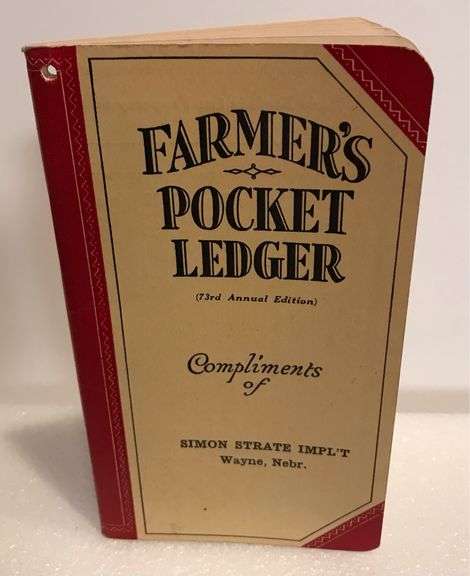 FARMER'S
POCKET
LEDGER
(73rd Annual Edition)
Compliments
of
SIMON STRATE IMPL'T
Wayne, Nebr.